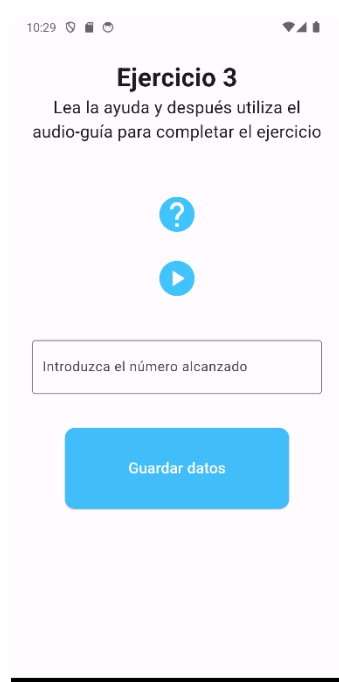 10:29
Ejercicio 3
Lea la ayuda y después utiliza el
audio-guía para completar el ejercicio
?
Introduzca el número alcanzado
Guardar datos